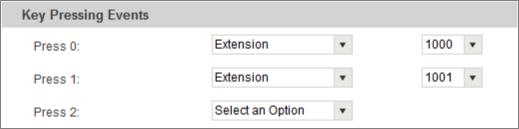 Key Pressing Events
Press 0: Extension 1000
Press 1: Extension 1001
Press 2: Select an Option